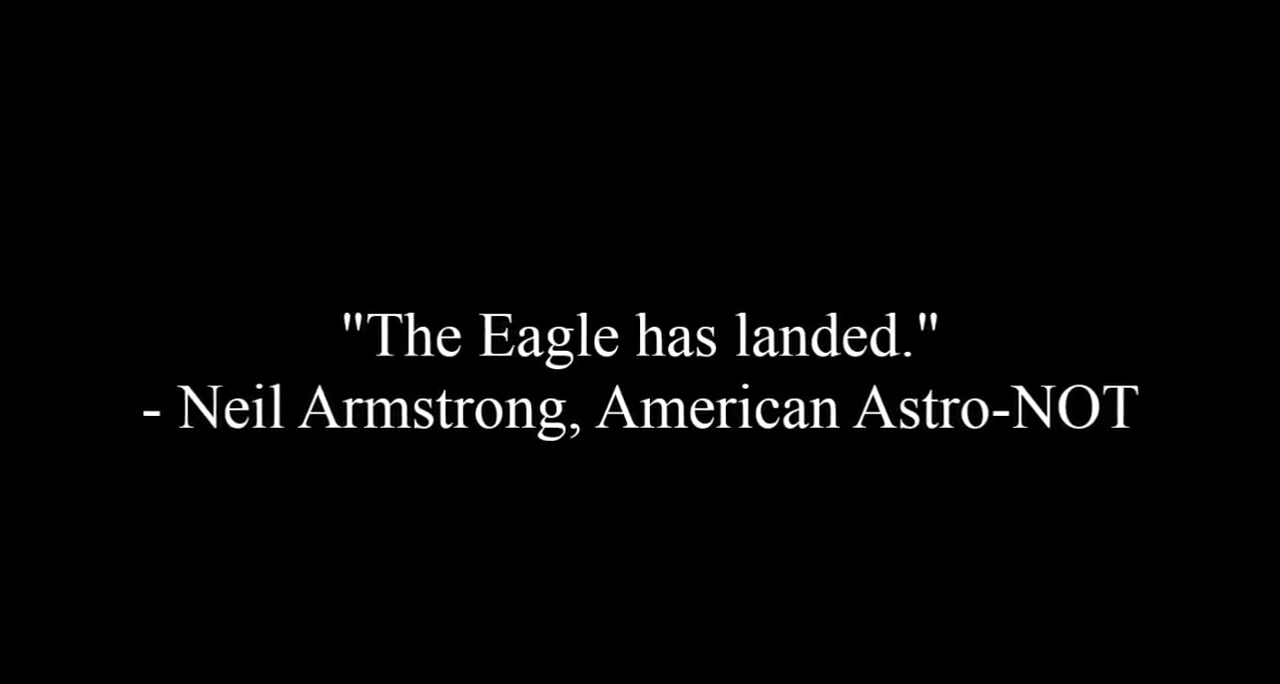 "The Eagle has landed."
- Neil Armstrong, American Astro-NOT